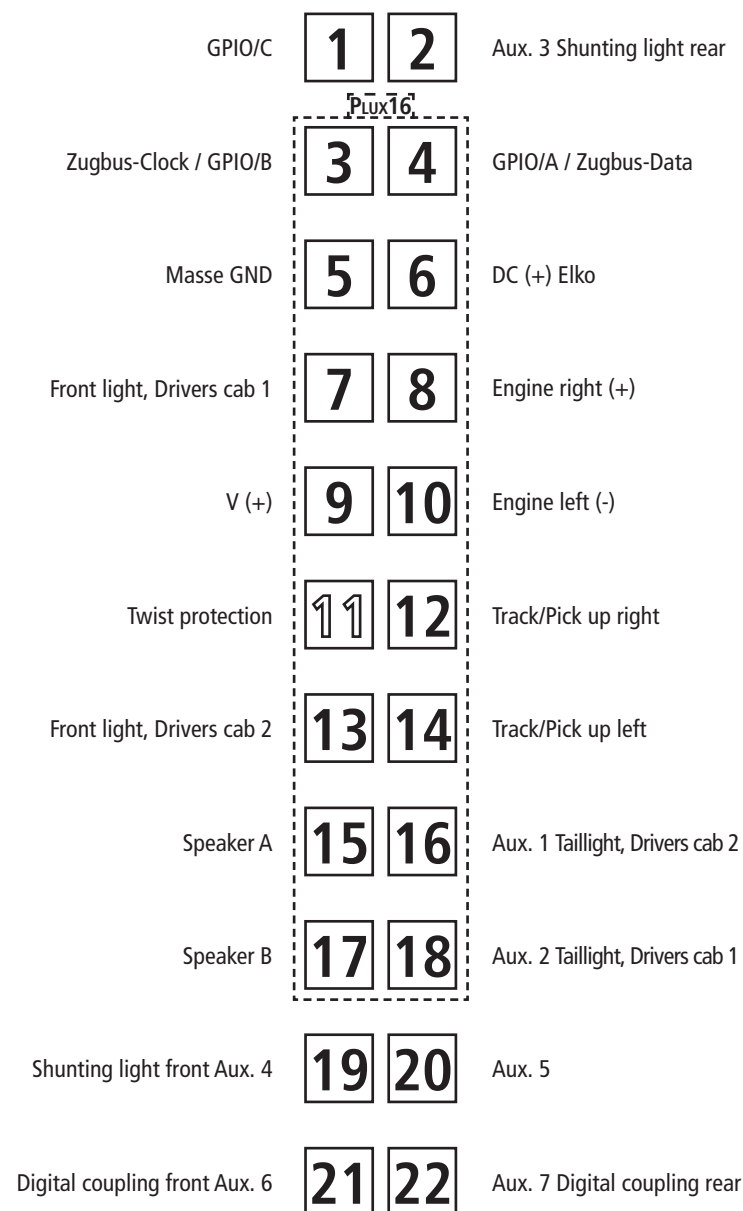 GPIO/C 1 2 Aux. 3 Shunting light rear
PLUX16
Zugbus-Clock / GPIO/B 3 4 GPIO/A / Zugbus-Data
Masse GND 5 6 DC (+) Elko
Front light, Drivers cab 1 7 8 Engine right (+)
V (+) 9 10 Engine left (-)
Twist protection 11 12 Track/Pick up right
Front light, Drivers cab 2 13 14 Track/Pick up left
Speaker A 15 16 Aux. 1 Taillight, Drivers cab 2
Speaker B 17 18 Aux. 2 Taillight, Drivers cab 1
Shunting light front Aux. 4 19 20 Aux. 5
Digital coupling front Aux. 6 21 22 Aux. 7 Digital coupling rear